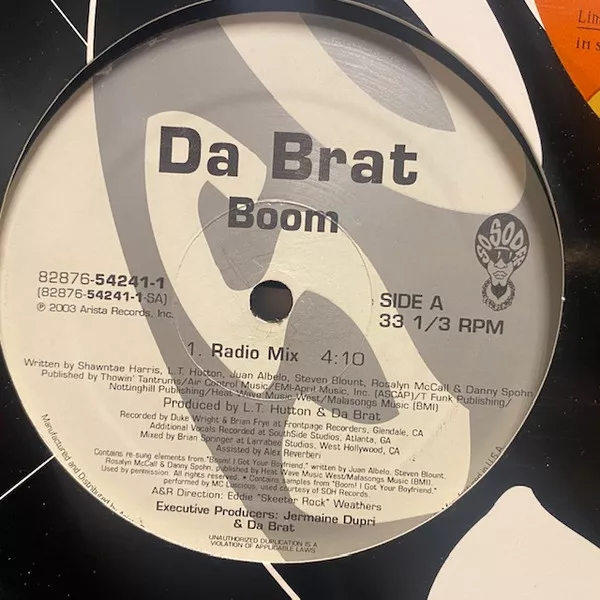 Lim
in s
Da Brat
Boom
SO SO DEF
82876-54241-1
(82876-54241-1-SA)
℗ 2003 Arista Records, Inc.
SIDE A
33 1/3 RPM
1. Radio Mix 4:10
Written by Shawntae Harris, L.T. Hutton, Juan Albelo, Steven Blount, Rosalyn McCall & Danny Spohn
Published by Thowin' Tantrums/Air Control Music/EMI-April Music, Inc. (ASCAP)/T Funk Publishing/
Nottinghill Publishing/Heat Wave Music West/Malasongs Music (BMI)
Produced by L.T. Hutton & Da Brat
Recorded by Duke Wright & Brian Frye at Frontpage Recorders, Glendale, CA
Additional Vocals Recorded at SouthSide Studios, Atlanta, GA
Mixed by Brian Springer at Larrabee Studios, West Hollywood, CA
Assisted by Alex Reverberi
Contains re-sung elements from "Boom! I Got Your Boyfriend," written by Juan Albelo, Steven Blount,
Rosalyn McCall & Danny Spohn, published by Heat Wave Music West/Malasongs Music (BMI).
Used by permission. All rights reserved. • Contains samples from "Boom! I Got Your Boyfriend,"
performed by MC Luscious, used courtesy of SOH Records.
A&R Direction: Eddie "Skeeter Rock" Weathers
Executive Producers: Jermaine Dupri
& Da Brat
UNAUTHORIZED DUPLICATION IS A
VIOLATION OF APPLICABLE LAWS
Manufactured and Distributed by
U.S.A.